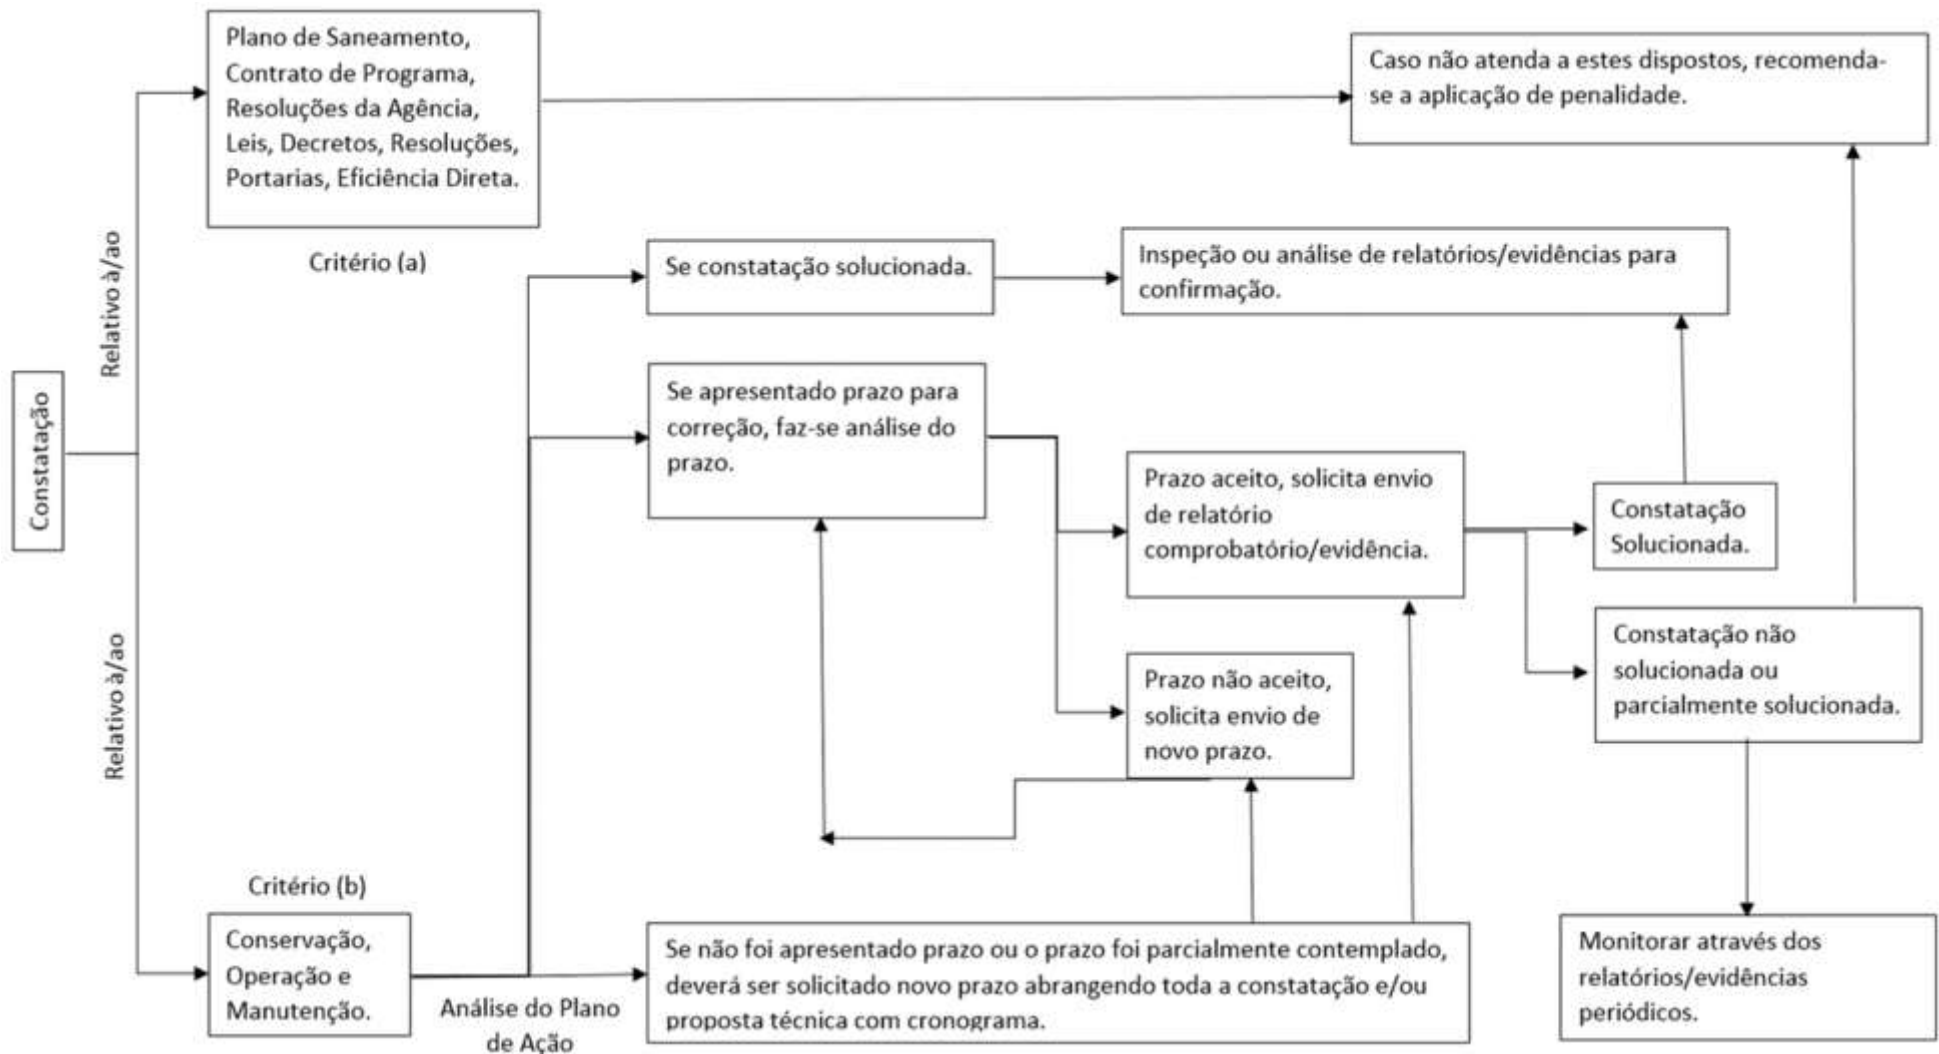 Constatação
Relativo à/ao
Plano de Saneamento,
Contrato de Programa,
Resoluções da Agência,
Leis, Decretos, Resoluções,
Portarias, Eficiência Direta.
Critério (a)
Caso não atenda a estes dispostos, recomenda-
se a aplicação de penalidade.
Relativo à/ao
Critério (b)
Conservação,
Operação e
Manutenção.
Análise do Plano
de Ação
Se constatação solucionada.
Inspeção ou análise de relatórios/evidências para
confirmação.
Se apresentado prazo para
correção, faz-se análise do
prazo.
Prazo aceito, solicita envio
de relatório
comprobatório/evidência.
Constatação
Solucionada.
Constatação não
solucionada ou
parcialmente solucionada.
Prazo não aceito,
solicita envio de
novo prazo.
Se não foi apresentado prazo ou o prazo foi parcialmente contemplado,
deverá ser solicitado novo prazo abrangendo toda a constatação e/ou
proposta técnica com cronograma.
Monitorar através dos
relatórios/evidências
periódicos.